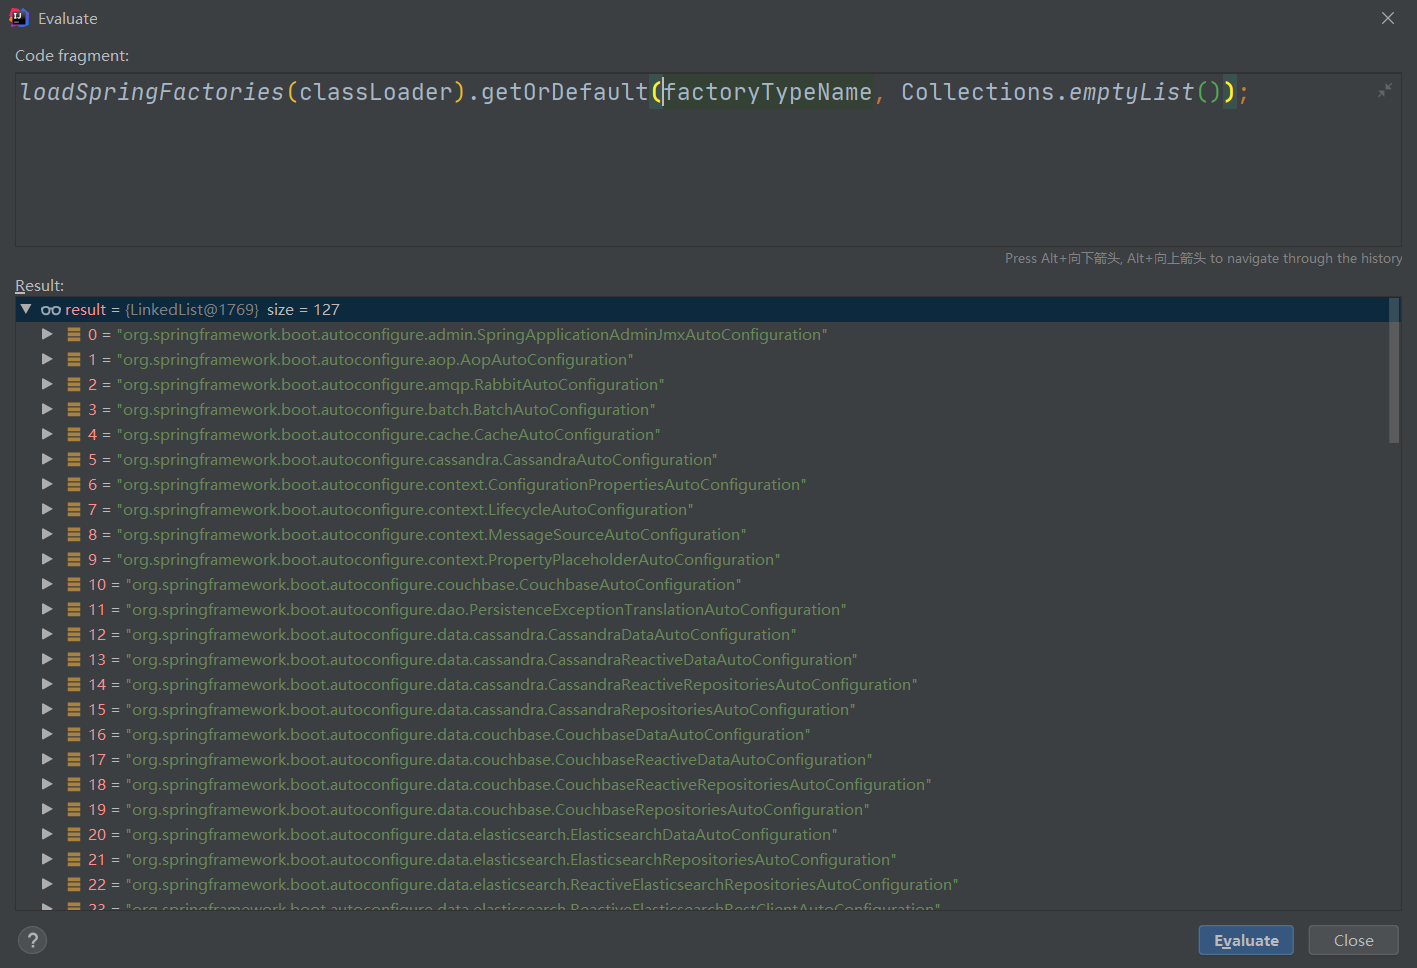 Evaluate
Code fragment:
loadSpringFactories(classLoader).getOrDefault(factoryTypeName, Collections.emptyList());
Press Alt+向下箭头, Alt+向上箭头 to navigate through the history
Result:
result = {LinkedList@1769} size = 127
0 = "org.springframework.boot.autoconfigure.admin.SpringApplicationAdminJmxAutoConfiguration"
1 = "org.springframework.boot.autoconfigure.aop.AopAutoConfiguration"
2 = "org.springframework.boot.autoconfigure.amqp.RabbitAutoConfiguration"
3 = "org.springframework.boot.autoconfigure.batch.BatchAutoConfiguration"
4 = "org.springframework.boot.autoconfigure.cache.CacheAutoConfiguration"
5 = "org.springframework.boot.autoconfigure.cassandra.CassandraAutoConfiguration"
6 = "org.springframework.boot.autoconfigure.context.ConfigurationPropertiesAutoConfiguration"
7 = "org.springframework.boot.autoconfigure.context.LifecycleAutoConfiguration"
8 = "org.springframework.boot.autoconfigure.context.MessageSourceAutoConfiguration"
9 = "org.springframework.boot.autoconfigure.context.PropertyPlaceholderAutoConfiguration"
10 = "org.springframework.boot.autoconfigure.couchbase.CouchbaseAutoConfiguration"
11 = "org.springframework.boot.autoconfigure.dao.PersistenceExceptionTranslationAutoConfiguration"
12 = "org.springframework.boot.autoconfigure.data.cassandra.CassandraDataAutoConfiguration"
13 = "org.springframework.boot.autoconfigure.data.cassandra.CassandraReactiveDataAutoConfiguration"
14 = "org.springframework.boot.autoconfigure.data.cassandra.CassandraReactiveRepositoriesAutoConfiguration"
15 = "org.springframework.boot.autoconfigure.data.cassandra.CassandraRepositoriesAutoConfiguration"
16 = "org.springframework.boot.autoconfigure.data.couchbase.CouchbaseDataAutoConfiguration"
17 = "org.springframework.boot.autoconfigure.data.couchbase.CouchbaseReactiveDataAutoConfiguration"
18 = "org.springframework.boot.autoconfigure.data.couchbase.CouchbaseReactiveRepositoriesAutoConfiguration"
19 = "org.springframework.boot.autoconfigure.data.couchbase.CouchbaseRepositoriesAutoConfiguration"
20 = "org.springframework.boot.autoconfigure.data.elasticsearch.ElasticsearchDataAutoConfiguration"
21 = "org.springframework.boot.autoconfigure.data.elasticsearch.ElasticsearchRepositoriesAutoConfiguration"
22 = "org.springframework.boot.autoconfigure.data.elasticsearch.ReactiveElasticsearchRepositoriesAutoConfiguration"
23 = "org.springframework.boot.autoconfigure.data.elasticsearch.ReactiveElasticsearchRestClientAutoConfiguration"
?
Evaluate
Close